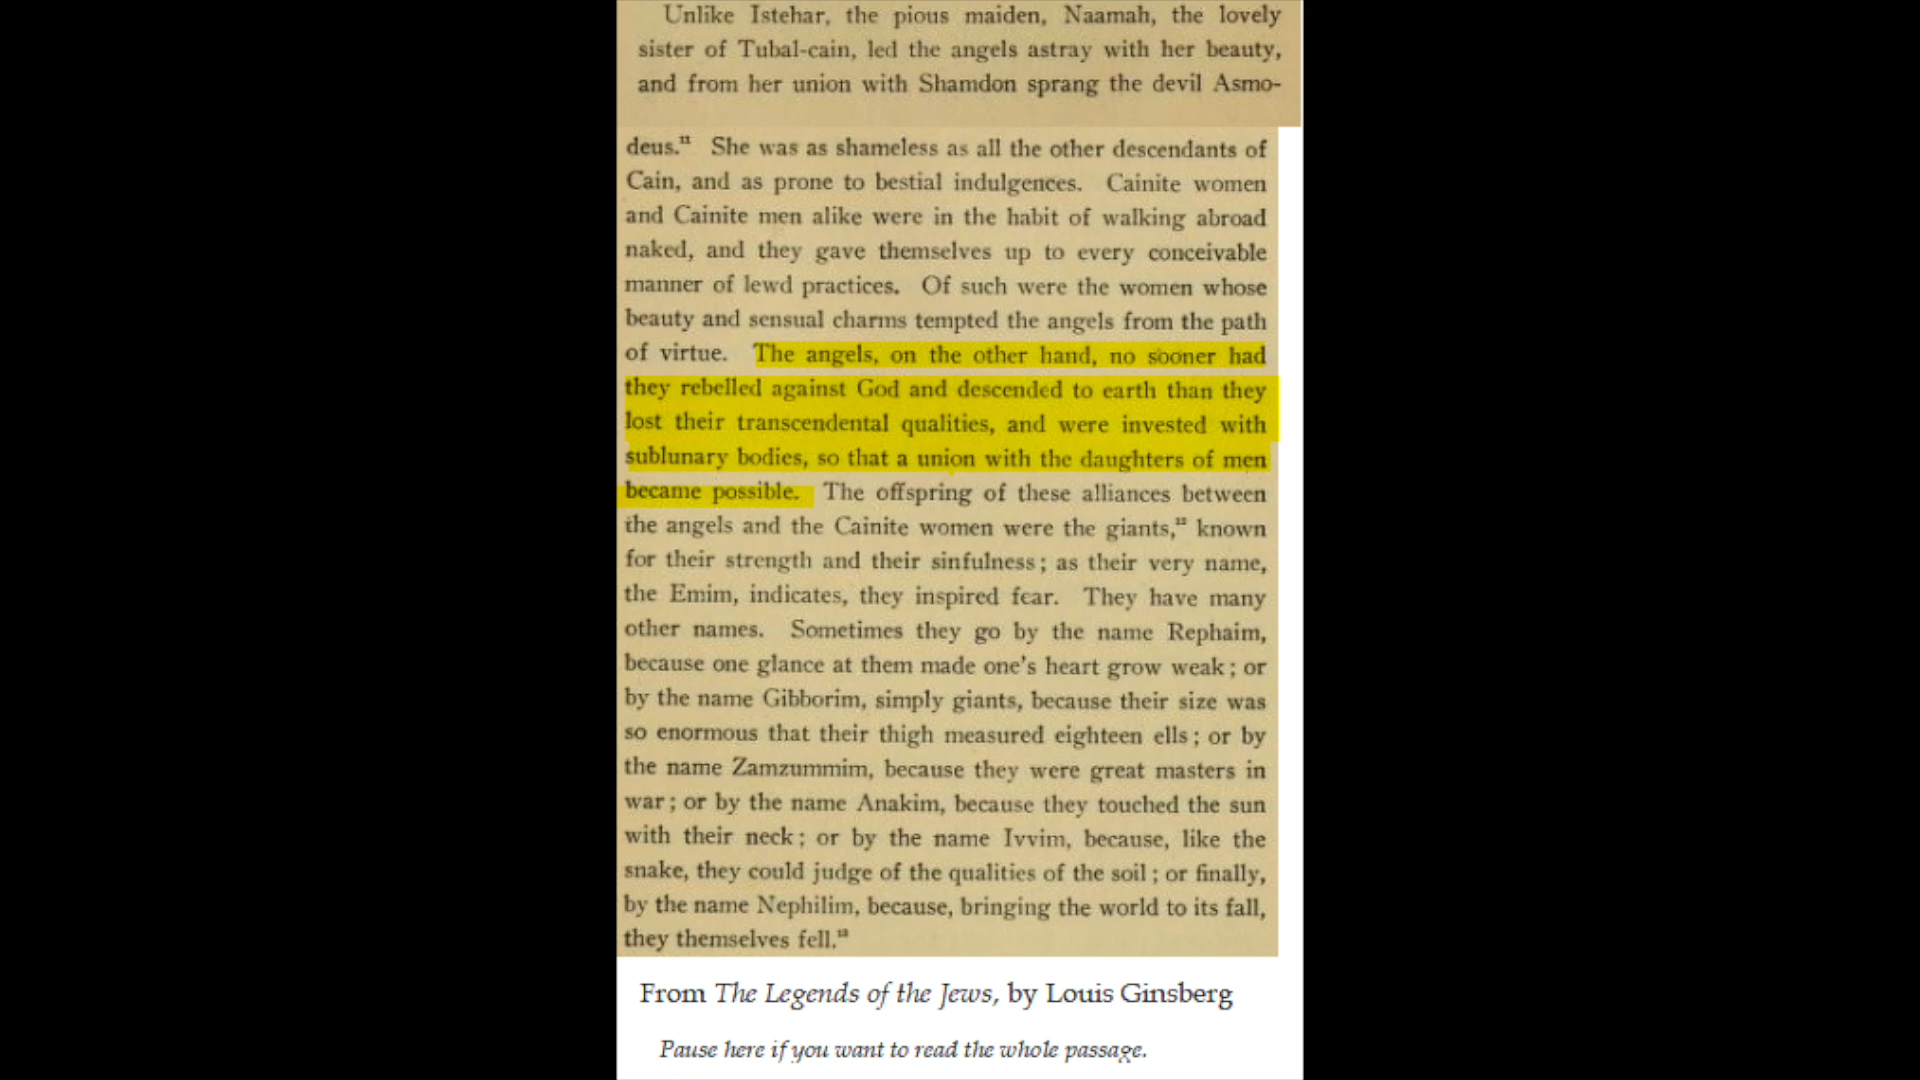 Unlike Istehar, the pious maiden, Naamah, the lovely
sister of Tubal-cain, led the angels astray with her beauty,
and from her union with Shamdon sprang the devil Asmo-
deus.¹¹ She was as shameless as all the other descendants of
Cain, and as prone to bestial indulgences. Cainite women
and Cainite men alike were in the habit of walking abroad
naked, and they gave themselves up to every conceivable
manner of lewd practices. Of such were the women whose
beauty and sensual charms tempted the angels from the path
of virtue. The angels, on the other hand, no sooner had
they rebelled against God and descended to earth than they
lost their transcendental qualities, and were invested with
sublunary bodies, so that a union with the daughters of men
became possible. The offspring of these alliances between
the angels and the Cainite women were the giants,¹² known
for their strength and their sinfulness; as their very name,
the Emim, indicates, they inspired fear. They have many
other names. Sometimes they go by the name Rephaim,
because one glance at them made one's heart grow weak; or
by the name Gibborim, simply giants, because their size was
so enormous that their thigh measured eighteen ells; or by
the name Zamzummim, because they were great masters in
war; or by the name Anakim, because they touched the sun
with their neck; or by the name Ivvim, because, like the
snake, they could judge of the qualities of the soil; or finally,
by the name Nephilim, because, bringing the world to its fall,
they themselves fell.¹³
From The Legends of the Jews, by Louis Ginsberg
Pause here if you want to read the whole passage.